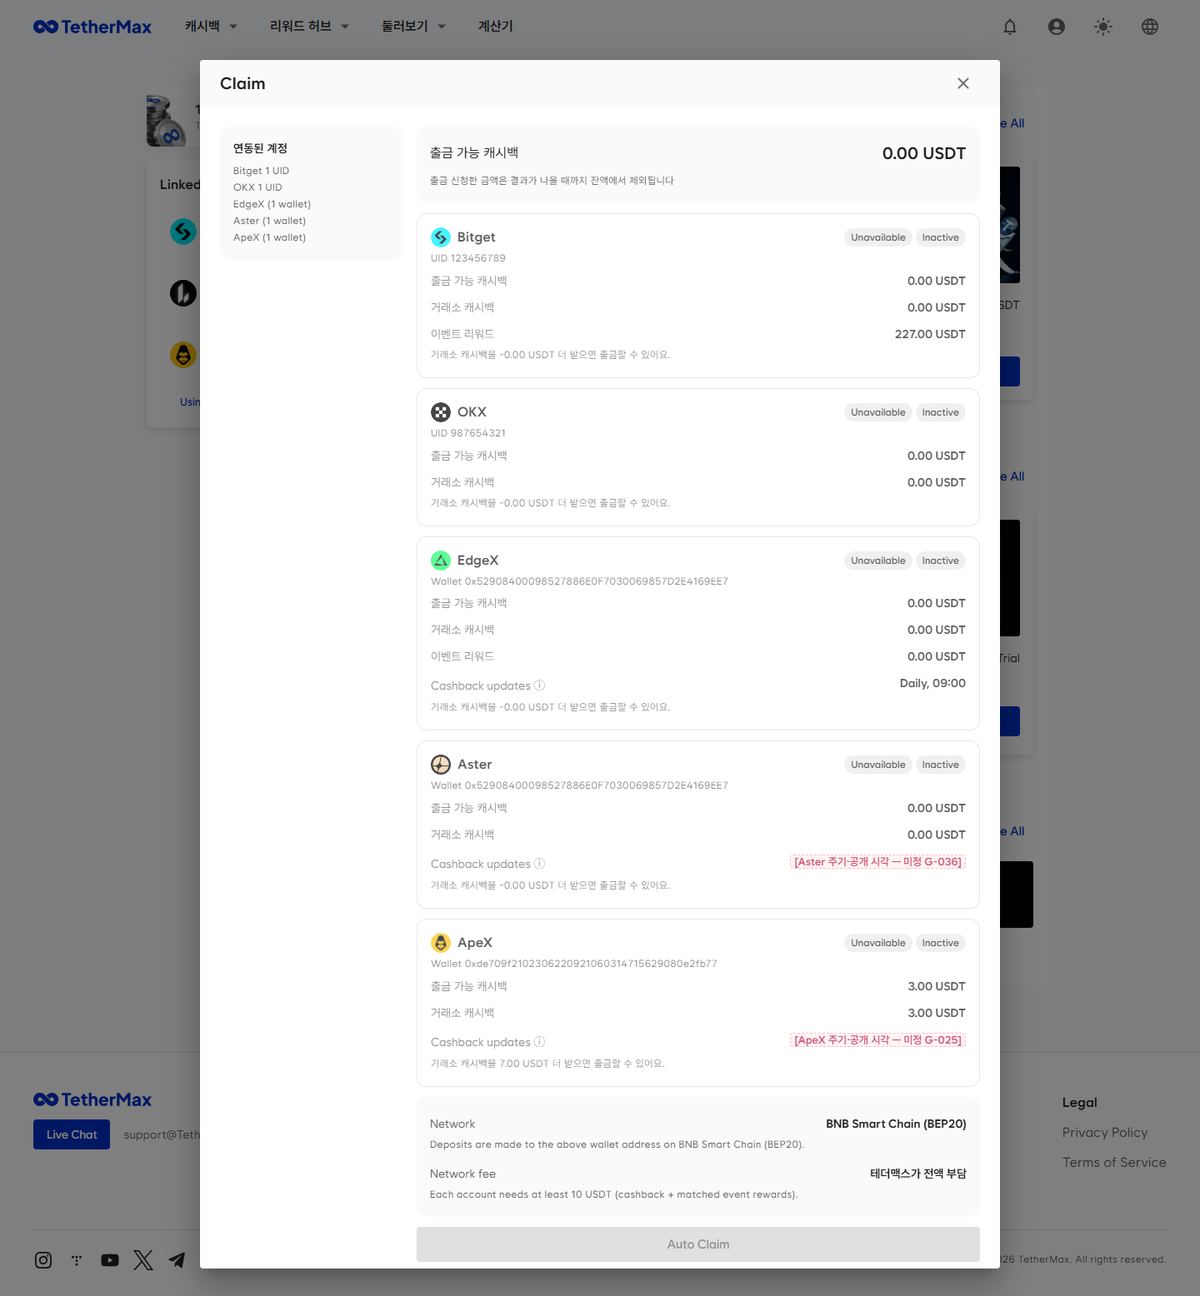 TetherMax
캐시백
리워드 허브
둘러보기
계산기
Claim
연동된 계정
Bitget 1 UID
OKX 1 UID
EdgeX (1 wallet)
Aster (1 wallet)
ApeX (1 wallet)
출금 가능 캐시백
0.00 USDT
출금 신청한 금액은 결과가 나올 때까지 잔액에서 제외됩니다
Bitget
Unavailable
Inactive
UID 123456789
출금 가능 캐시백
0.00 USDT
거래소 캐시백
0.00 USDT
이벤트 리워드
227.00 USDT
거래소 캐시백을 -0.00 USDT 더 받으면 출금할 수 있어요.
OKX
Unavailable
Inactive
UID 987654321
출금 가능 캐시백
0.00 USDT
거래소 캐시백
0.00 USDT
거래소 캐시백을 -0.00 USDT 더 받으면 출금할 수 있어요.
EdgeX
Unavailable
Inactive
Wallet 0x52908400098527886E0F7030069857D2E4169EE7
출금 가능 캐시백
0.00 USDT
거래소 캐시백
0.00 USDT
이벤트 리워드
0.00 USDT
Cashback updates
Daily, 09:00
거래소 캐시백을 -0.00 USDT 더 받으면 출금할 수 있어요.
Aster
Unavailable
Inactive
Wallet 0x52908400098527886E0F7030069857D2E4169EE7
출금 가능 캐시백
0.00 USDT
거래소 캐시백
0.00 USDT
Cashback updates
[Aster 주기·공개 시각 — 미정 G-036]
거래소 캐시백을 -0.00 USDT 더 받으면 출금할 수 있어요.
ApeX
Unavailable
Inactive
Wallet 0xde709f210230622092106031471562908​0e2fb77
출금 가능 캐시백
3.00 USDT
거래소 캐시백
3.00 USDT
Cashback updates
[ApeX 주기·공개 시각 — 미정 G-025]
거래소 캐시백을 7.00 USDT 더 받으면 출금할 수 있어요.
Network
BNB Smart Chain (BEP20)
Deposits are made to the above wallet address on BNB Smart Chain (BEP20).
Network fee
테더맥스가 전액 부담
Each account needs at least 10 USDT (cashback + matched event rewards).
Auto Claim
Linked
All
All
Trial
All
TetherMax
Live Chat
Legal
Privacy Policy
Terms of Service
TetherMax. All rights reserved.